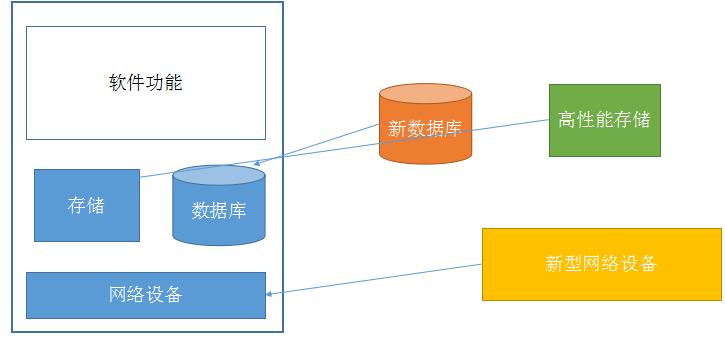 软件功能
新数据库
高性能存储
存储
数据库
新型网络设备
网络设备